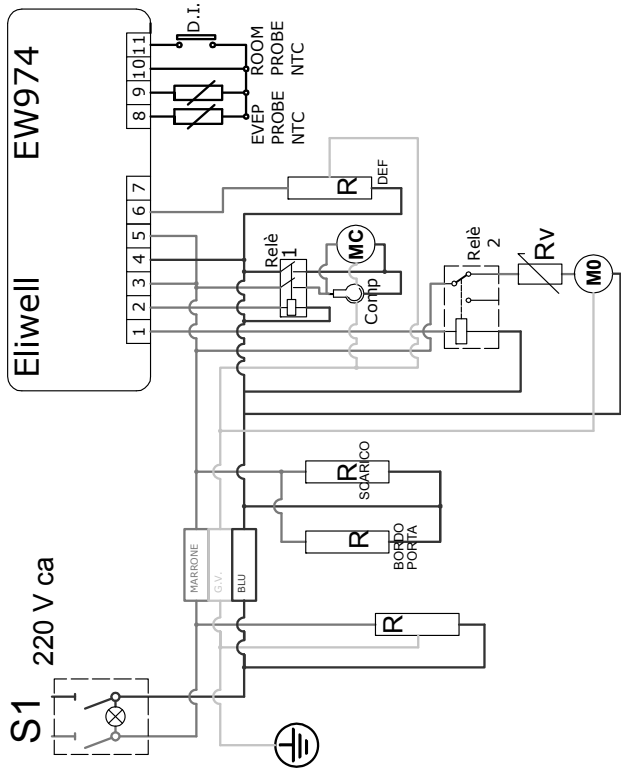 Eliwell EW974
1 2 3 4 5 6 7 8 9 10 11
D.I.
EVEP
PROBE
NTC
ROOM
PROBE
NTC
R
DEF
Relè
1
MC
Comp
Relè
2
Rv
M0
S1
220 V ca
MARRONE
G.V.
BLU
R
SCARICO
R
BORDO
PORTA
R